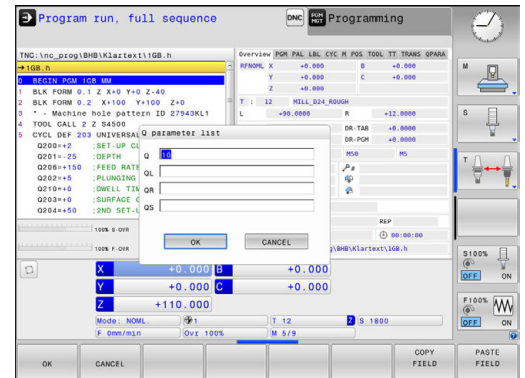 Program run, full sequence
DNC
PGM MGT
Programming
TNC:\nc_prog\BHB\Klartext\1GB.h
→1GB.h
0 BEGIN PGM 1GB MM
1 BLK FORM 0.1 Z X+0 Y+0 Z-40
2 BLK FORM 0.2 X+100 Y+100 Z+0
3 * - Machine hole pattern ID 27943KL1
4 TOOL CALL 2 Z S4500
5 CYCL DEF 203 UNIVERSAL
Q200=+2 ;SET-UP CL
Q201=-25 ;DEPTH
Q206=+150 ;FEED RATE
Q202=+5 ;PLUNGING
Q210=+0 ;DWELL TIM
Q203=+0 ;SURFACE C
Q204=+50 ;2ND SET-U
100% S-OVR
100% F-OVR
Overview PGM PAL LBL CYC M POS TOOL TT TRANS QPARA
RFNOML X +0.000 B +0.000
Y +0.000 C +0.000
Z +0.000
T : 12 MILL_D24_ROUGH
L +90.0000 R +12.0000
DR-TAB +0.0000
DR-PGM +0.0000
M50 M5
REP
00:00:00
\BHB\Klartext\1GB.h
Q parameter list
Q 10
QL
QR
QS
OK CANCEL
X +0.000 B +0.000
Y +0.000 C +0.000
Z +110.000
Mode: NOML. 1 T 12 Z S 1800
F 0mm/min Ovr 100% M 5/9
M
S
T
S100%
OFF ON
F100%
OFF ON
OK
CANCEL
COPY FIELD
PASTE FIELD